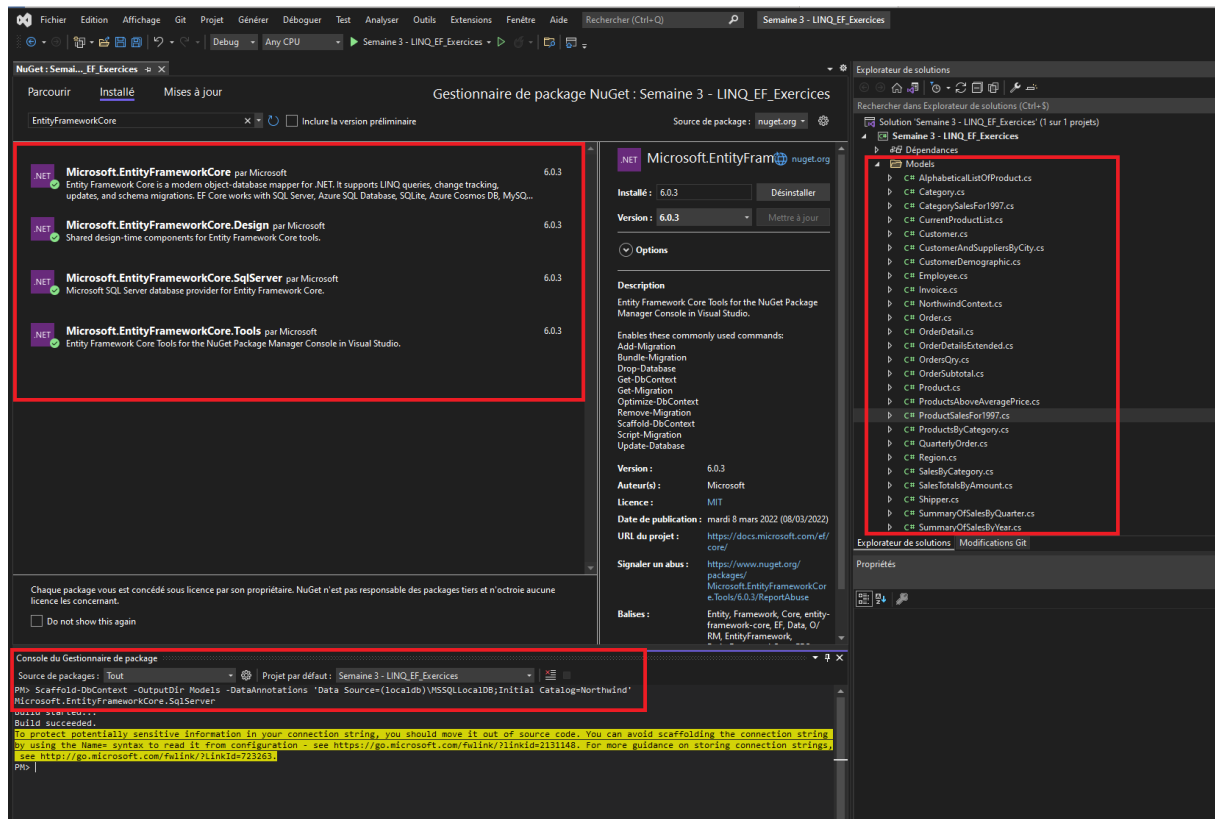 Fichier Edition Affichage Git Projet Générer Déboguer Test Analyser Outils Extensions Fenêtre Aide Rechercher (Ctrl+Q) Semaine 3 - LINQ_EF_Exercices
Debug Any CPU Semaine 3 - LINQ_EF_Exercices
NuGet : Semai..._EF_Exercices
Parcourir Installé Mises à jour Gestionnaire de package NuGet : Semaine 3 - LINQ_EF_Exercices
EntityFrameworkCore Inclure la version préliminaire Source de package : nuget.org
.NET Microsoft.EntityFrameworkCore par Microsoft 6.0.3
Entity Framework Core is a modern object-database mapper for .NET. It supports LINQ queries, change tracking,
updates, and schema migrations. EF Core works with SQL Server, Azure SQL Database, SQLite, Azure Cosmos DB, MySQ...
.NET Microsoft.EntityFrameworkCore.Design par Microsoft 6.0.3
Shared design-time components for Entity Framework Core tools.
.NET Microsoft.EntityFrameworkCore.SqlServer par Microsoft 6.0.3
Microsoft SQL Server database provider for Entity Framework Core.
.NET Microsoft.EntityFrameworkCore.Tools par Microsoft 6.0.3
Entity Framework Core Tools for the NuGet Package Manager Console in Visual Studio.
Chaque package vous est concédé sous licence par son propriétaire. NuGet n'est pas responsable des packages tiers et n'octroie aucune
licence les concernant.
Do not show this again
.NET Microsoft.EntityFram nuget.org
Installé : 6.0.3 Désinstaller
Version : 6.0.3 Mettre à jour
Options
Description
Entity Framework Core Tools for the NuGet Package
Manager Console in Visual Studio.
Enables these commonly used commands:
Add-Migration
Bundle-Migration
Drop-Database
Get-DbContext
Get-Migration
Optimize-DbContext
Remove-Migration
Scaffold-DbContext
Script-Migration
Update-Database
Version : 6.0.3
Auteur(s) : Microsoft
Licence : MIT
Date de publication : mardi 8 mars 2022 (08/03/2022)
URL du projet : https://docs.microsoft.com/ef/
core/
Signaler un abus : https://www.nuget.org/
packages/
Microsoft.EntityFrameworkCor
e.Tools/6.0.3/ReportAbuse
Balises : Entity, Framework, Core, entity-
framework-core, EF, Data, O/
RM, EntityFramework,
Explorateur de solutions
Rechercher dans Explorateur de solutions (Ctrl+$)
Solution 'Semaine 3 - LINQ_EF_Exercices' (1 sur 1 projets)
Semaine 3 - LINQ_EF_Exercices
Dépendances
Models
C# AlphabeticalListOfProduct.cs
C# Category.cs
C# CategorySalesFor1997.cs
C# CurrentProductList.cs
C# Customer.cs
C# CustomerAndSuppliersByCity.cs
C# CustomerDemographic.cs
C# Employee.cs
C# Invoice.cs
C# NorthwindContext.cs
C# Order.cs
C# OrderDetail.cs
C# OrderDetailsExtended.cs
C# OrdersQry.cs
C# OrderSubtotal.cs
C# Product.cs
C# ProductsAboveAveragePrice.cs
C# ProductSalesFor1997.cs
C# ProductsByCategory.cs
C# QuarterlyOrder.cs
C# Region.cs
C# SalesByCategory.cs
C# SalesTotalsByAmount.cs
C# Shipper.cs
C# SummaryOfSalesByQuarter.cs
C# SummaryOfSalesByYear.cs
Explorateur de solutions Modifications Git
Propriétés
Console du Gestionnaire de package
Source de packages : Tout Projet par défaut : Semaine 3 - LINQ_EF_Exercices
PM> Scaffold-DbContext -OutputDir Models -DataAnnotations 'Data Source=(localdb)\MSSQLLocalDB;Initial Catalog=Northwind'
Microsoft.EntityFrameworkCore.SqlServer
Build started...
Build succeeded.
To protect potentially sensitive information in your connection string, you should move it out of source code. You can avoid scaffolding the connection string
by using the Name= syntax to read it from configuration - see https://go.microsoft.com/fwlink/?linkid=2131148. For more guidance on storing connection strings,
see http://go.microsoft.com/fwlink/?LinkId=723263.
PM>